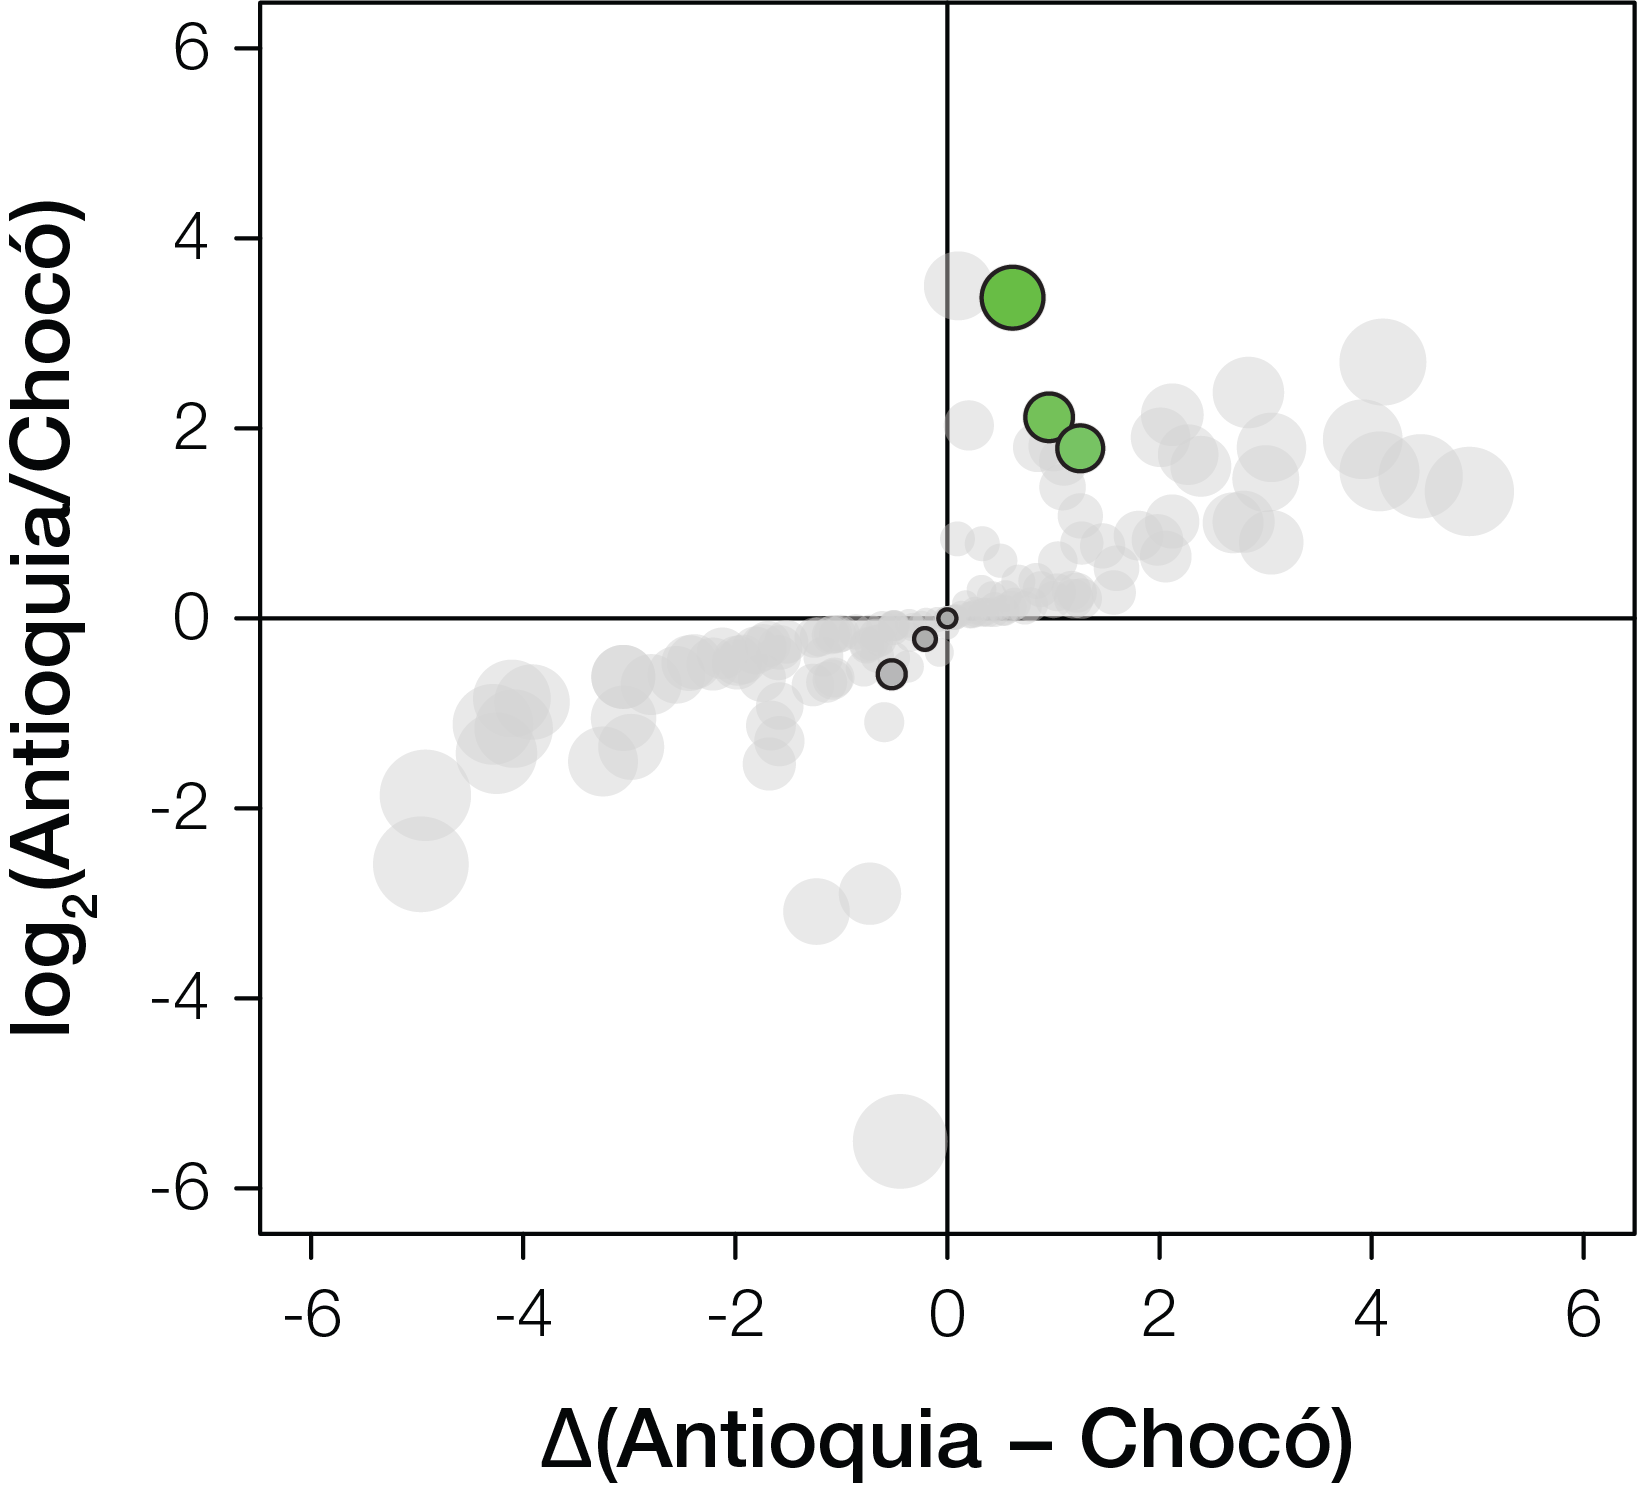 log2(Antioquia/Chocó)
6
4
2
0
-2
-4
-6
-6 -4 -2 0 2 4 6
Δ(Antioquia – Chocó)